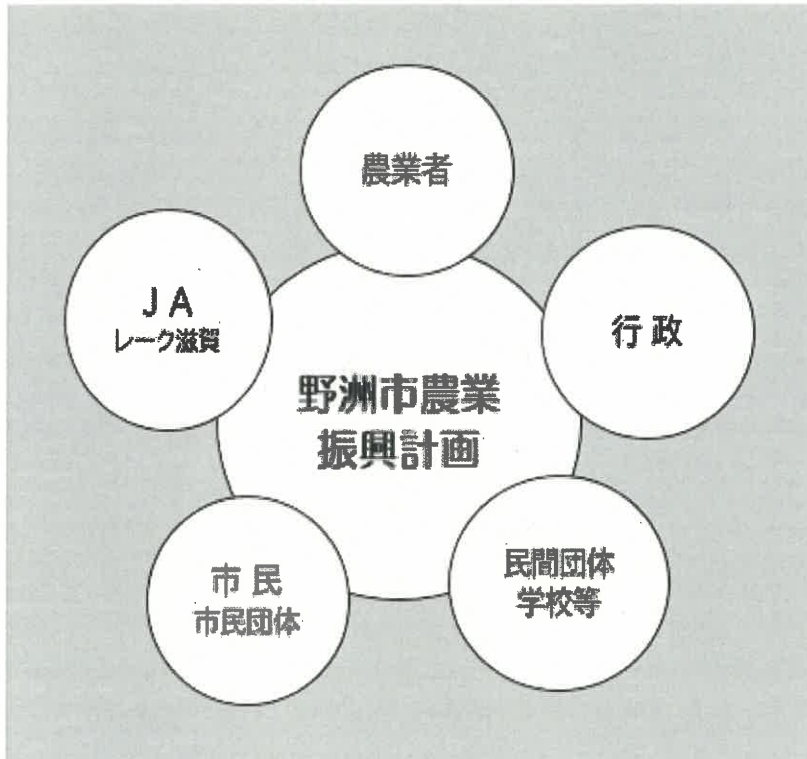 農業者
JA
レーク滋賀
行政
野洲市農業
振興計画
市民
市民団体
民間団体
学校等